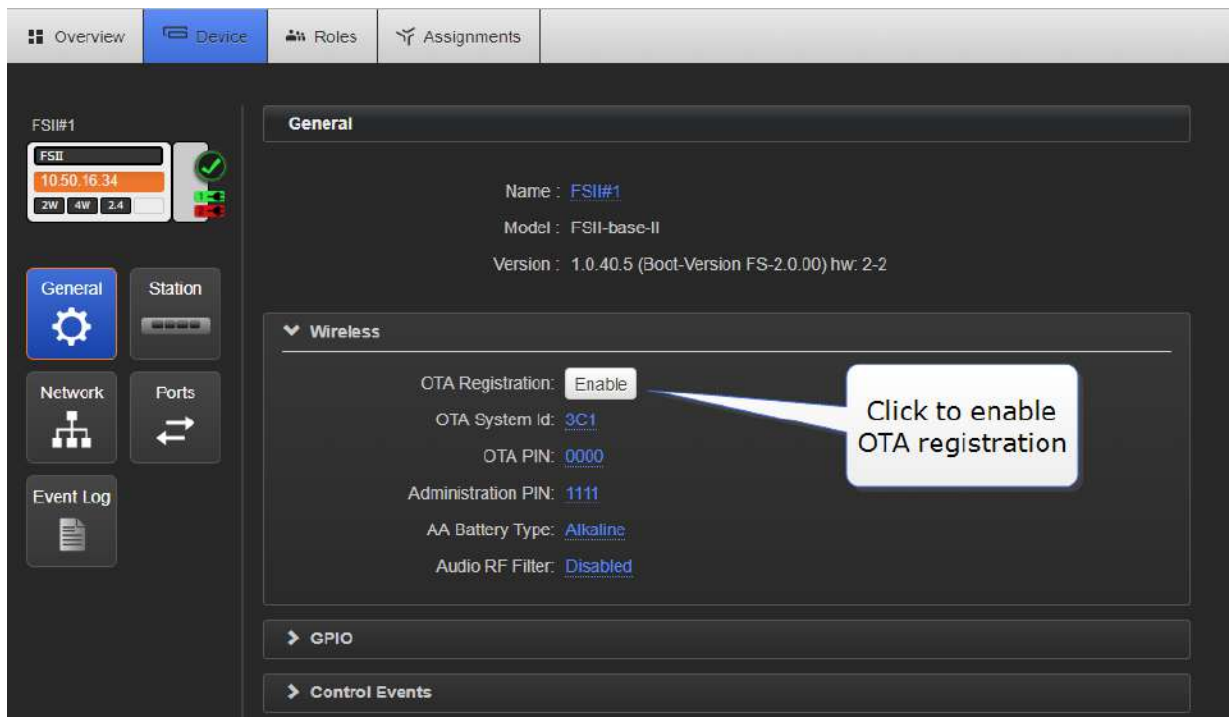 Overview Device Roles Assignments
FSII#1
FSII
10.50.16.34
2W 4W 2.4
General Station
Network Ports
Event Log
General
Name : FSII#1
Model : FSII-base-II
Version : 1.0.40.5 (Boot-Version FS-2.0.00) hw: 2-2
Wireless
OTA Registration: Enable
OTA System Id: 3C1
OTA PIN: 0000
Administration PIN: 1111
AA Battery Type: Alkaline
Audio RF Filter: Disabled
Click to enable
OTA registration
GPIO
Control Events